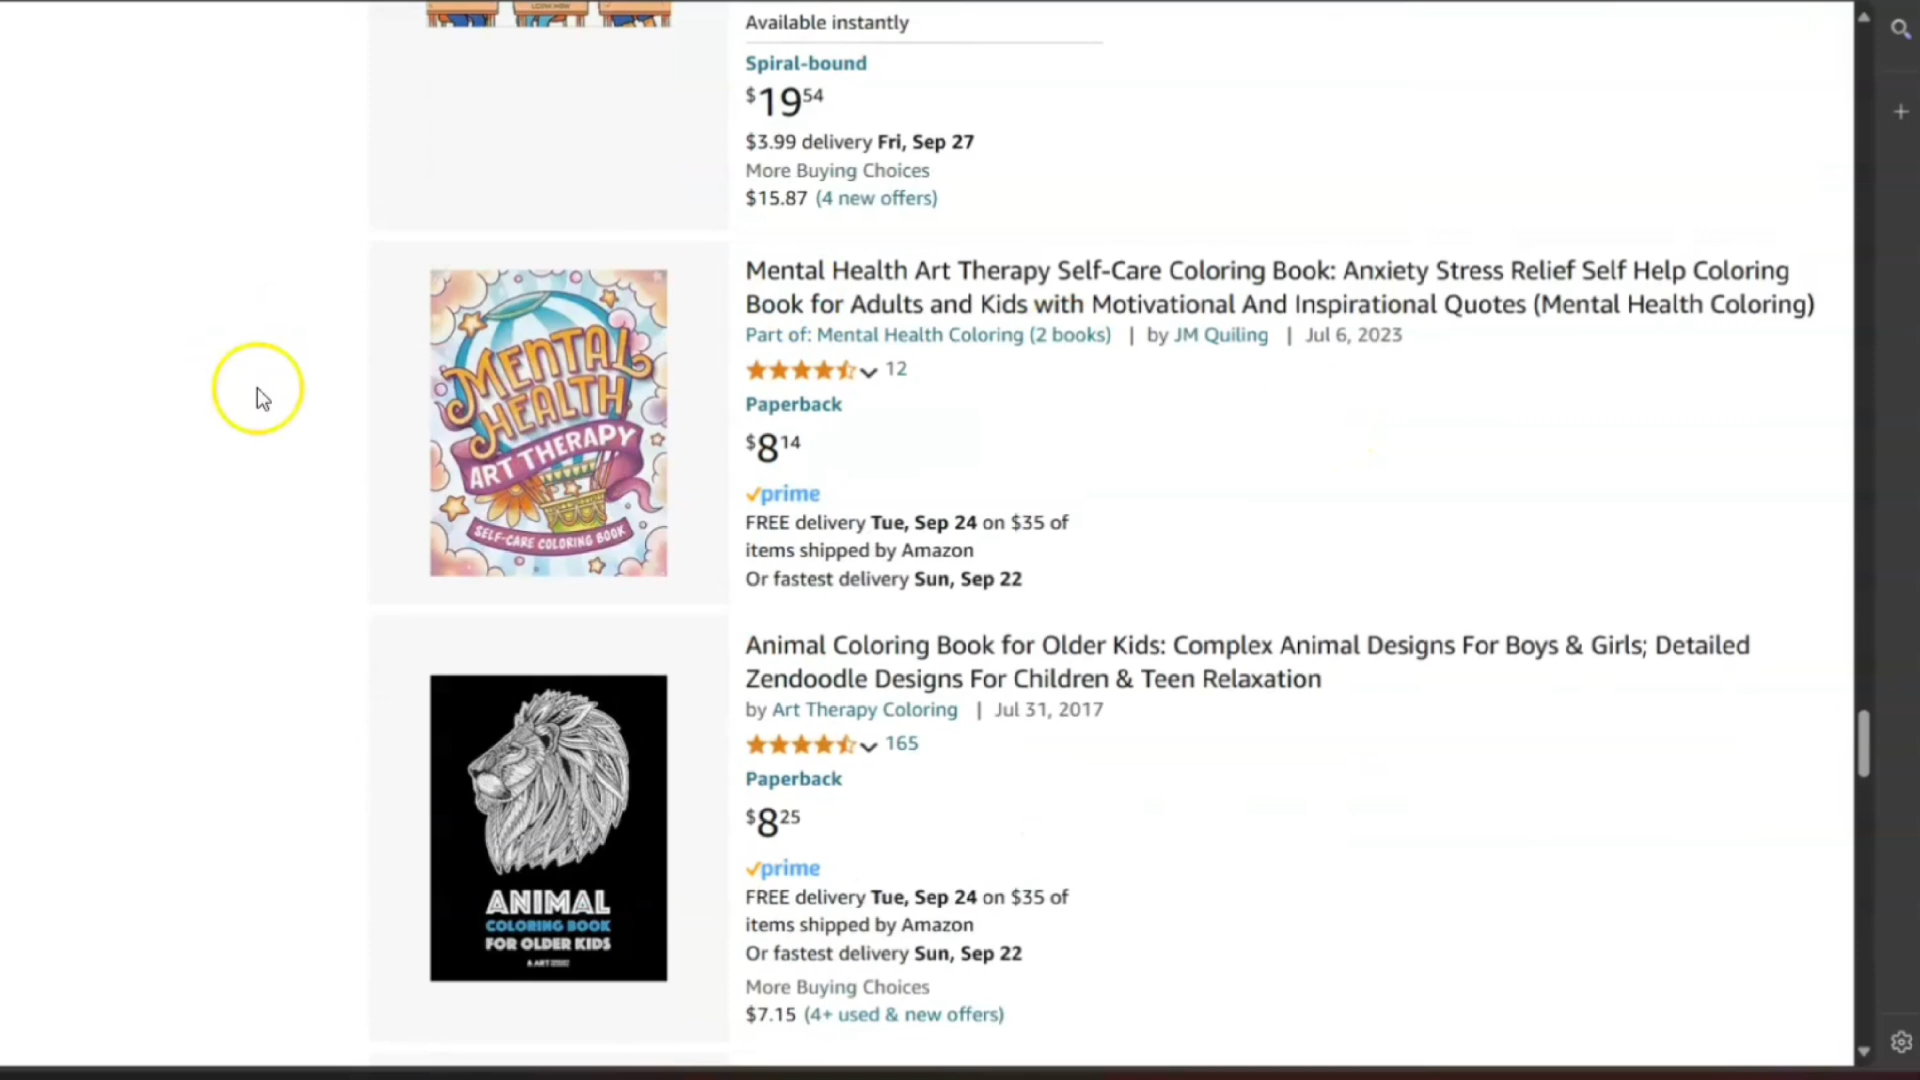 Available instantly
Spiral-bound
$19 54
$3.99 delivery Fri, Sep 27
More Buying Choices
$15.87 (4 new offers)
MENTAL
HEALTH
ART THERAPY
SELF-CARE COLORING BOOK
Mental Health Art Therapy Self-Care Coloring Book: Anxiety Stress Relief Self Help Coloring
Book for Adults and Kids with Motivational And Inspirational Quotes (Mental Health Coloring)
Part of: Mental Health Coloring (2 books) | by JM Quiling | Jul 6, 2023
12
Paperback
$8 14
prime
FREE delivery Tue, Sep 24 on $35 of
items shipped by Amazon
Or fastest delivery Sun, Sep 22
ANIMAL
COLORING BOOK
FOR OLDER KIDS
Animal Coloring Book for Older Kids: Complex Animal Designs For Boys & Girls; Detailed
Zendoodle Designs For Children & Teen Relaxation
by Art Therapy Coloring | Jul 31, 2017
165
Paperback
$8 25
prime
FREE delivery Tue, Sep 24 on $35 of
items shipped by Amazon
Or fastest delivery Sun, Sep 22
More Buying Choices
$7.15 (4+ used & new offers)